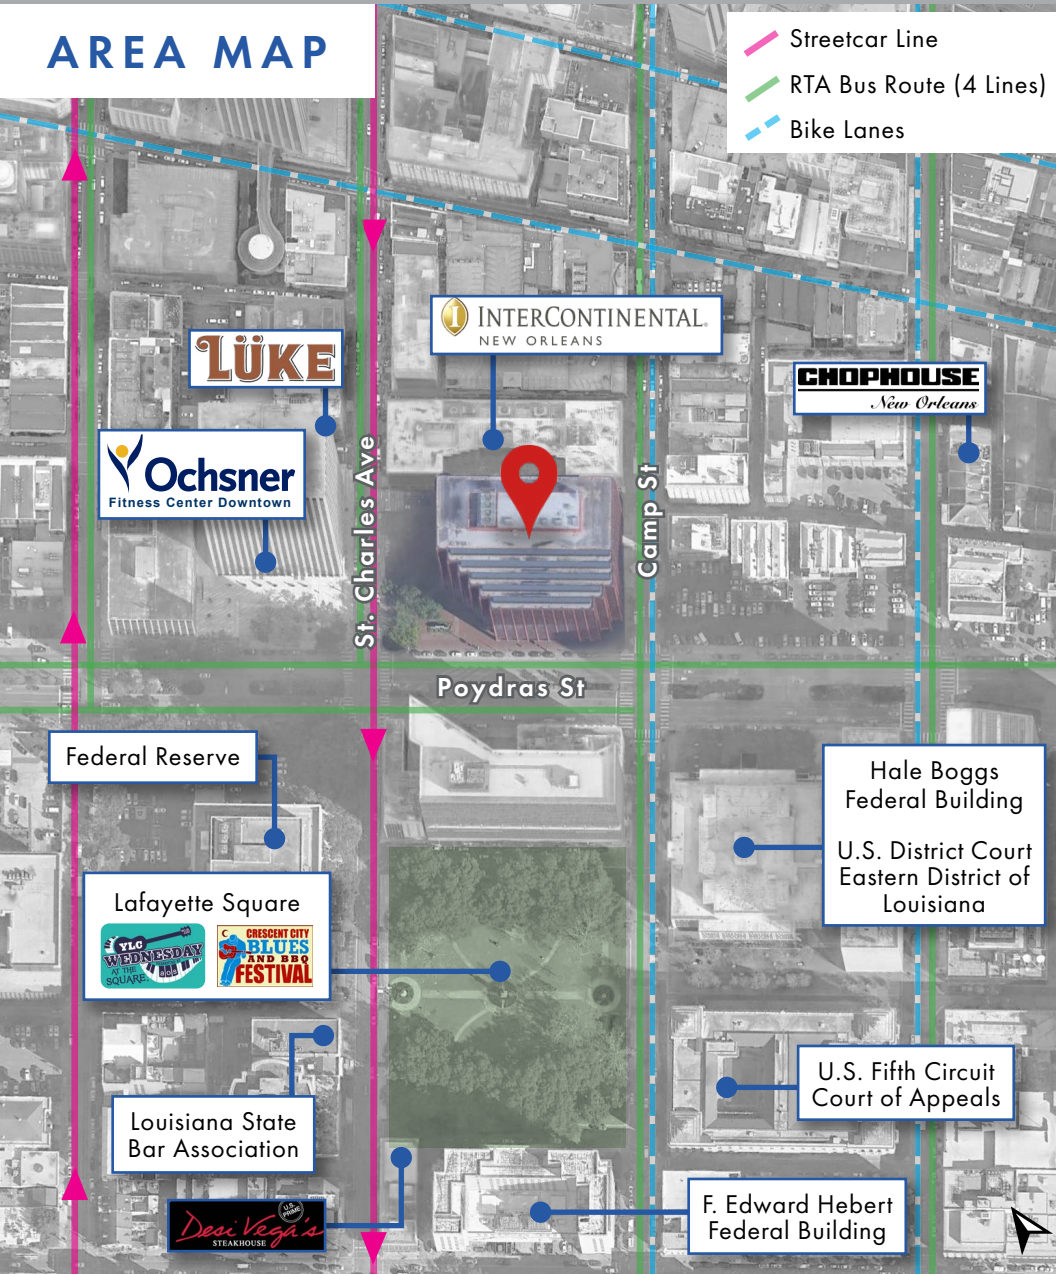 AREA MAP
Streetcar Line
RTA Bus Route (4 Lines)
Bike Lanes
INTERCONTINENTAL®
NEW ORLEANS
LÜKE
CHOPHOUSE
New Orleans
Ochsner
Fitness Center Downtown
St. Charles Ave
Camp St
Poydras St
Federal Reserve
Hale Boggs
Federal Building
U.S. District Court
Eastern District of
Louisiana
Lafayette Square
YLC
WEDNESDAY
AT THE
SQUARE
CRESCENT CITY
BLUES
AND BBQ
FESTIVAL
Louisiana State
Bar Association
U.S. Fifth Circuit
Court of Appeals
Desi Vega's
STEAKHOUSE
U.S.
PRIME
F. Edward Hebert
Federal Building